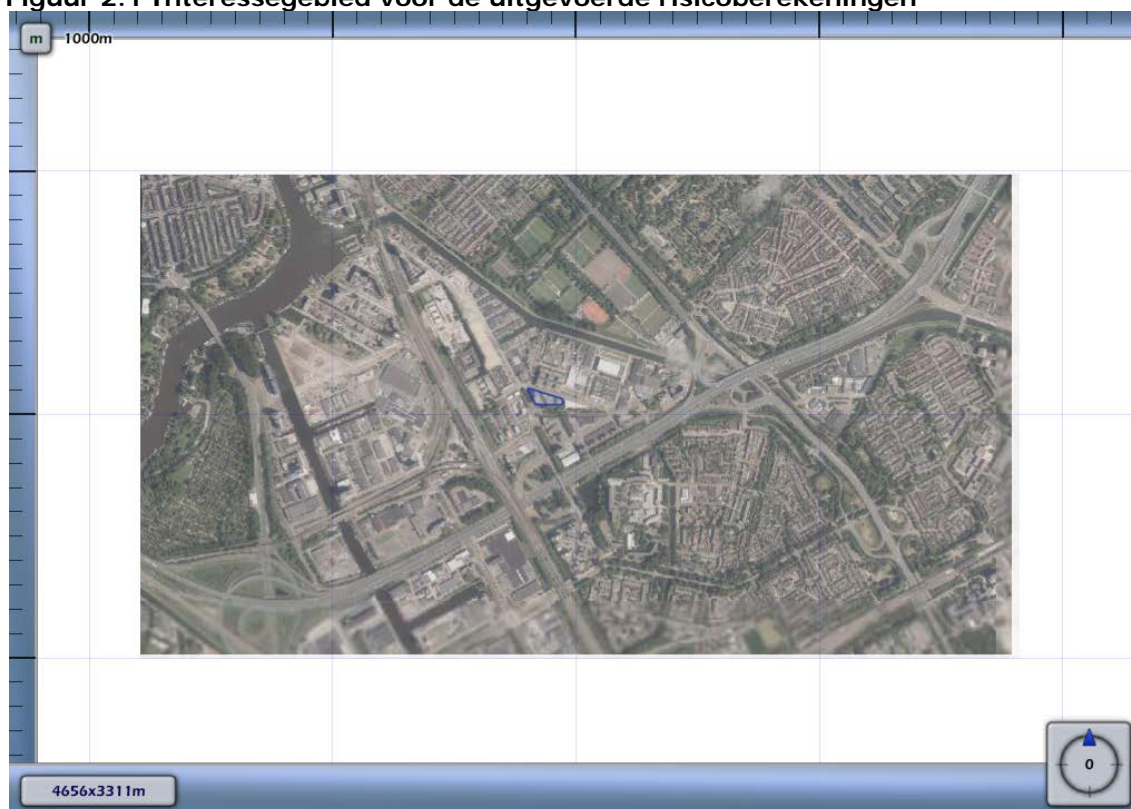 Figuur 2.1 Interessegebied voor de uitgevoerde risicoberekeningen
m 1000m
0
4656x3311m